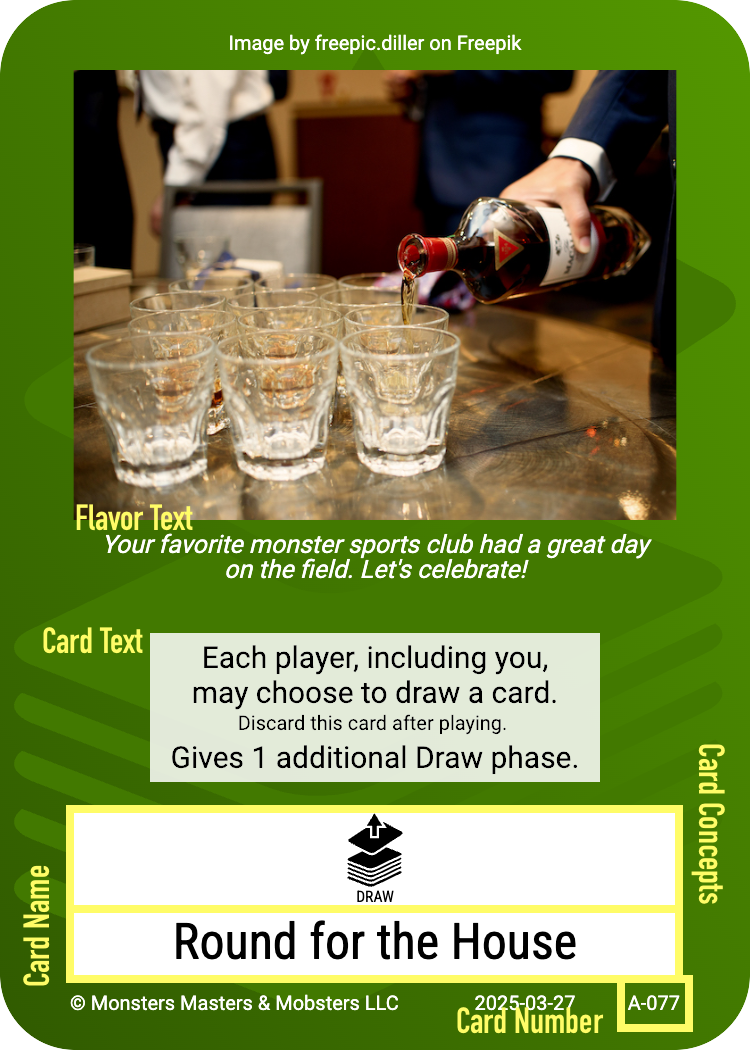 Image by freepic.diller on Freepik
Flavor Text
Your favorite monster sports club had a great day
on the field. Let's celebrate!
Card Text
Each player, including you,
may choose to draw a card.
Discard this card after playing.
Gives 1 additional Draw phase.
Card Concepts
DRAW
Card Name
Round for the House
© Monsters Masters & Mobsters LLC
2025-03-27
A-077
Card Number